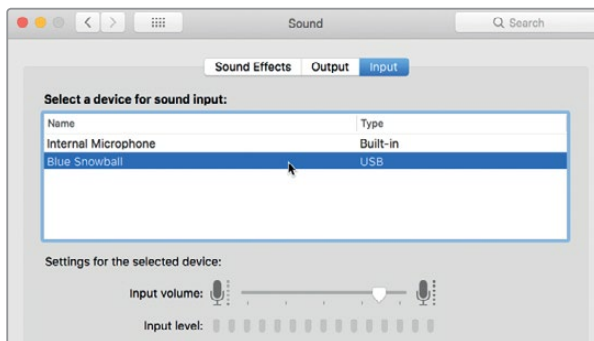 Sound
Search
Sound Effects Output Input
Select a device for sound input:
Name Type
Internal Microphone Built-in
Blue Snowball USB
Settings for the selected device:
Input volume:
Input level: